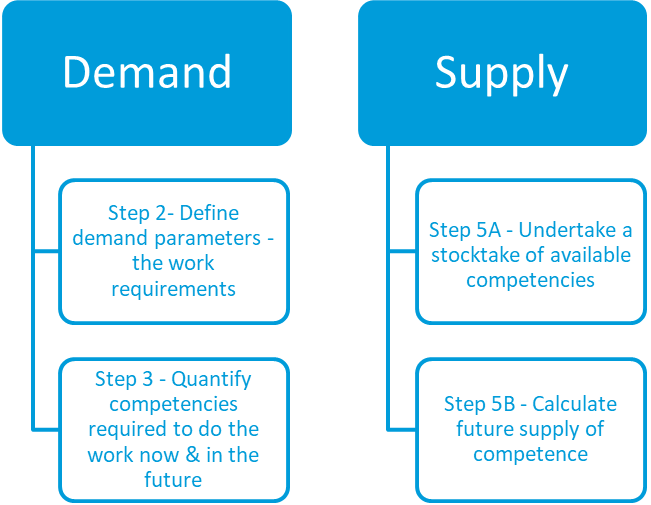 Demand
Step 2- Define
demand parameters -
the work
requirements
Step 3 - Quantify
competencies
required to do the
work now & in the
future
Supply
Step 5A - Undertake a
stocktake of available
competencies
Step 5B - Calculate
future supply of
competence